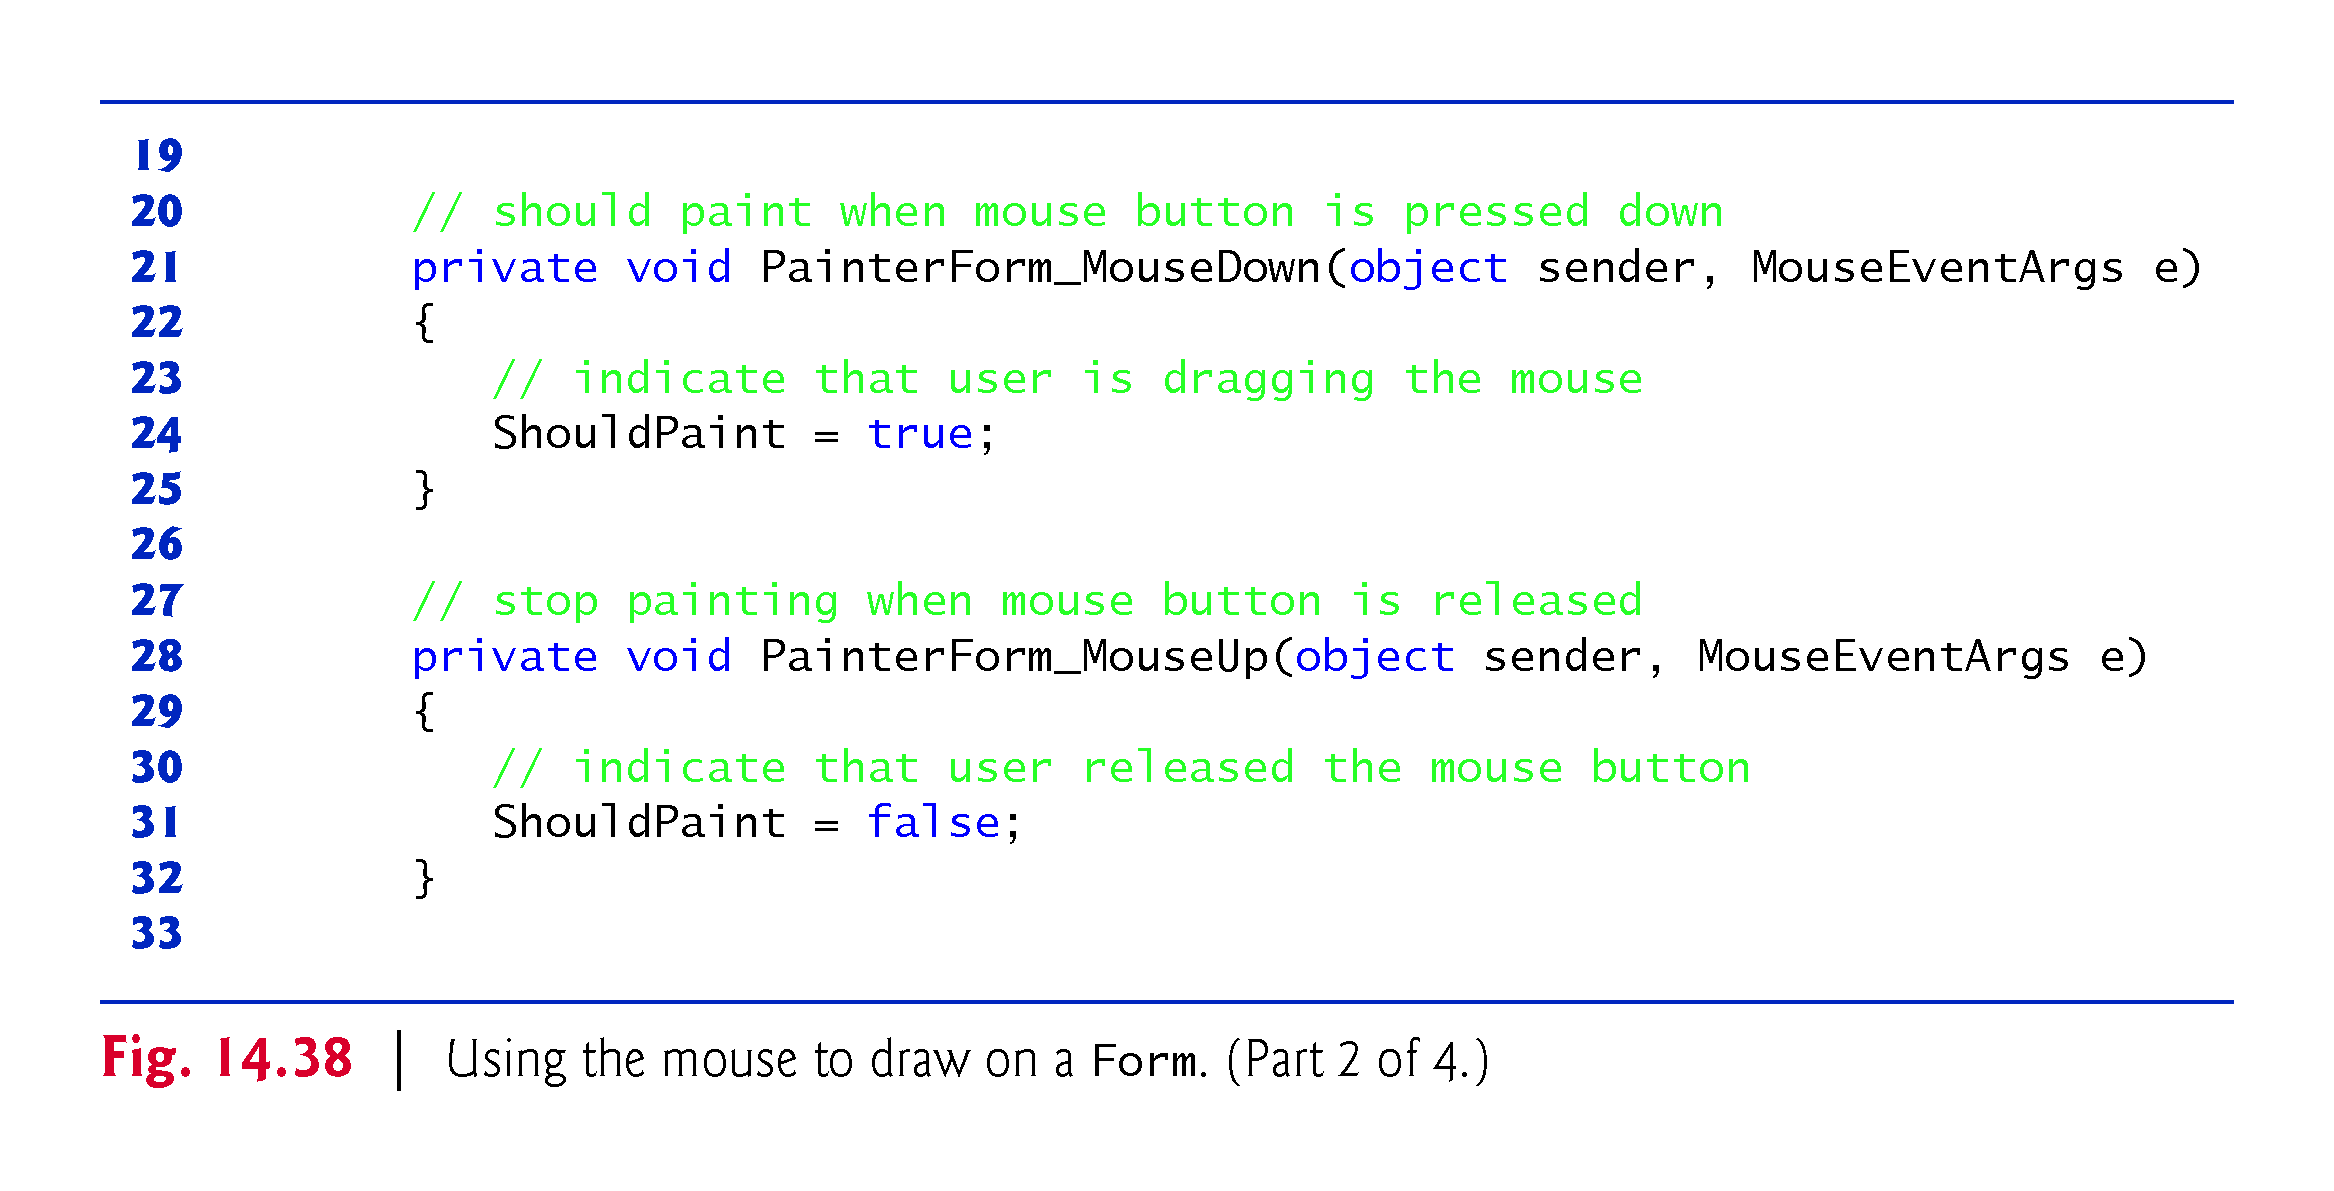 19
20 // should paint when mouse button is pressed down
21 private void PainterForm_MouseDown(object sender, MouseEventArgs e)
22 {
23 // indicate that user is dragging the mouse
24 ShouldPaint = true;
25 }
26
27 // stop painting when mouse button is released
28 private void PainterForm_MouseUp(object sender, MouseEventArgs e)
29 {
30 // indicate that user released the mouse button
31 ShouldPaint = false;
32 }
33
Fig. 14.38 | Using the mouse to draw on a Form. (Part 2 of 4.)